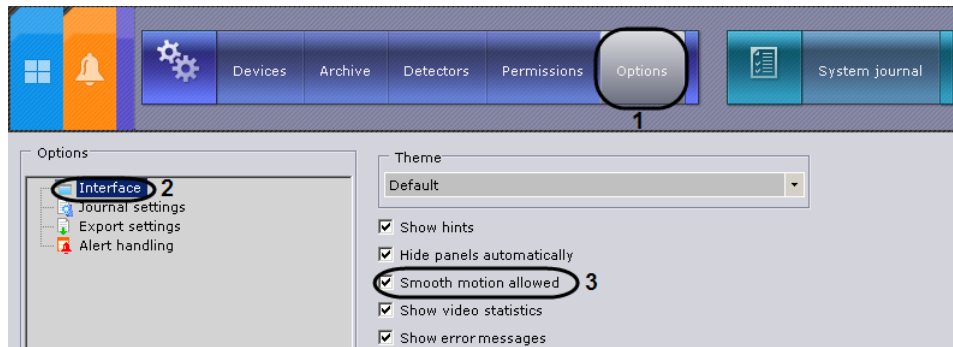 Devices Archive Detectors Permissions Options System journal
1
Options
Interface 2
Journal settings
Export settings
Alert handling
Theme
Default
Show hints
Hide panels automatically
Smooth motion allowed 3
Show video statistics
Show error messages